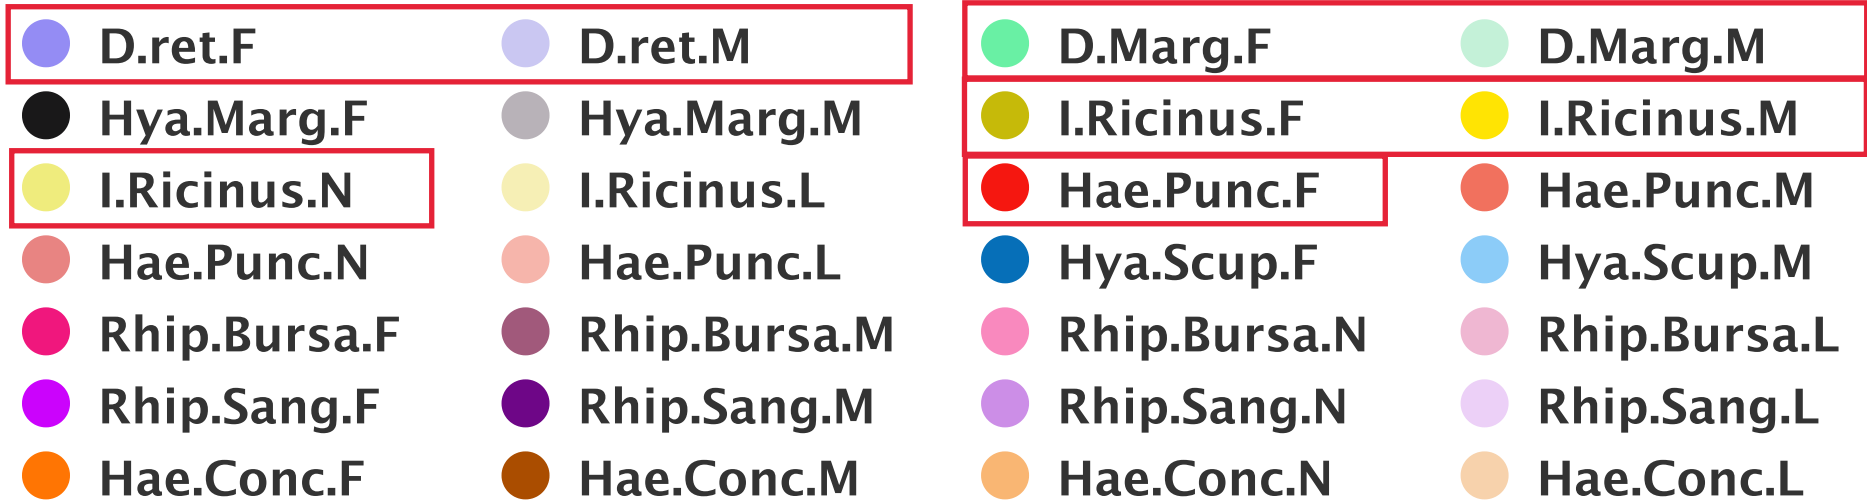 D.ret.F D.ret.M D.Marg.F D.Marg.M
Hya.Marg.F Hya.Marg.M I.Ricinus.F I.Ricinus.M
I.Ricinus.N I.Ricinus.L Hae.Punc.F Hae.Punc.M
Hae.Punc.N Hae.Punc.L Hya.Scup.F Hya.Scup.M
Rhip.Bursa.F Rhip.Bursa.M Rhip.Bursa.N Rhip.Bursa.L
Rhip.Sang.F Rhip.Sang.M Rhip.Sang.N Rhip.Sang.L
Hae.Conc.F Hae.Conc.M Hae.Conc.N Hae.Conc.L